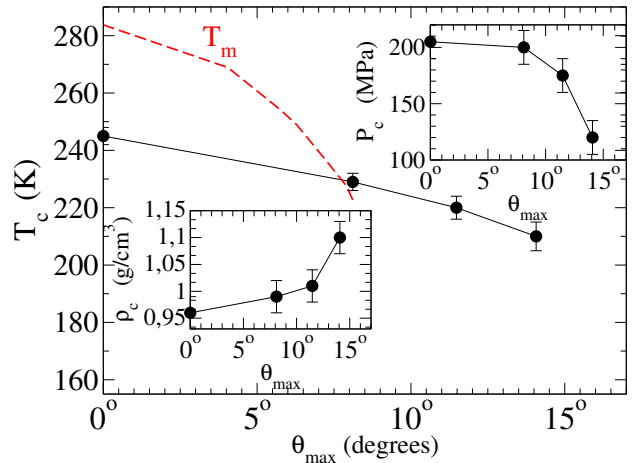 280
260
240
220
200
180
160
T_c (K)
0° 5° 10° 15°
θ_max (degrees)
T_m
200
150
100
P_c (MPa)
0° 5° 10° 15°
θ_max
1,15
1,1
1,05
1
0,95
ρ_c (g/cm³)
0° 5° 10° 15°
θ_max